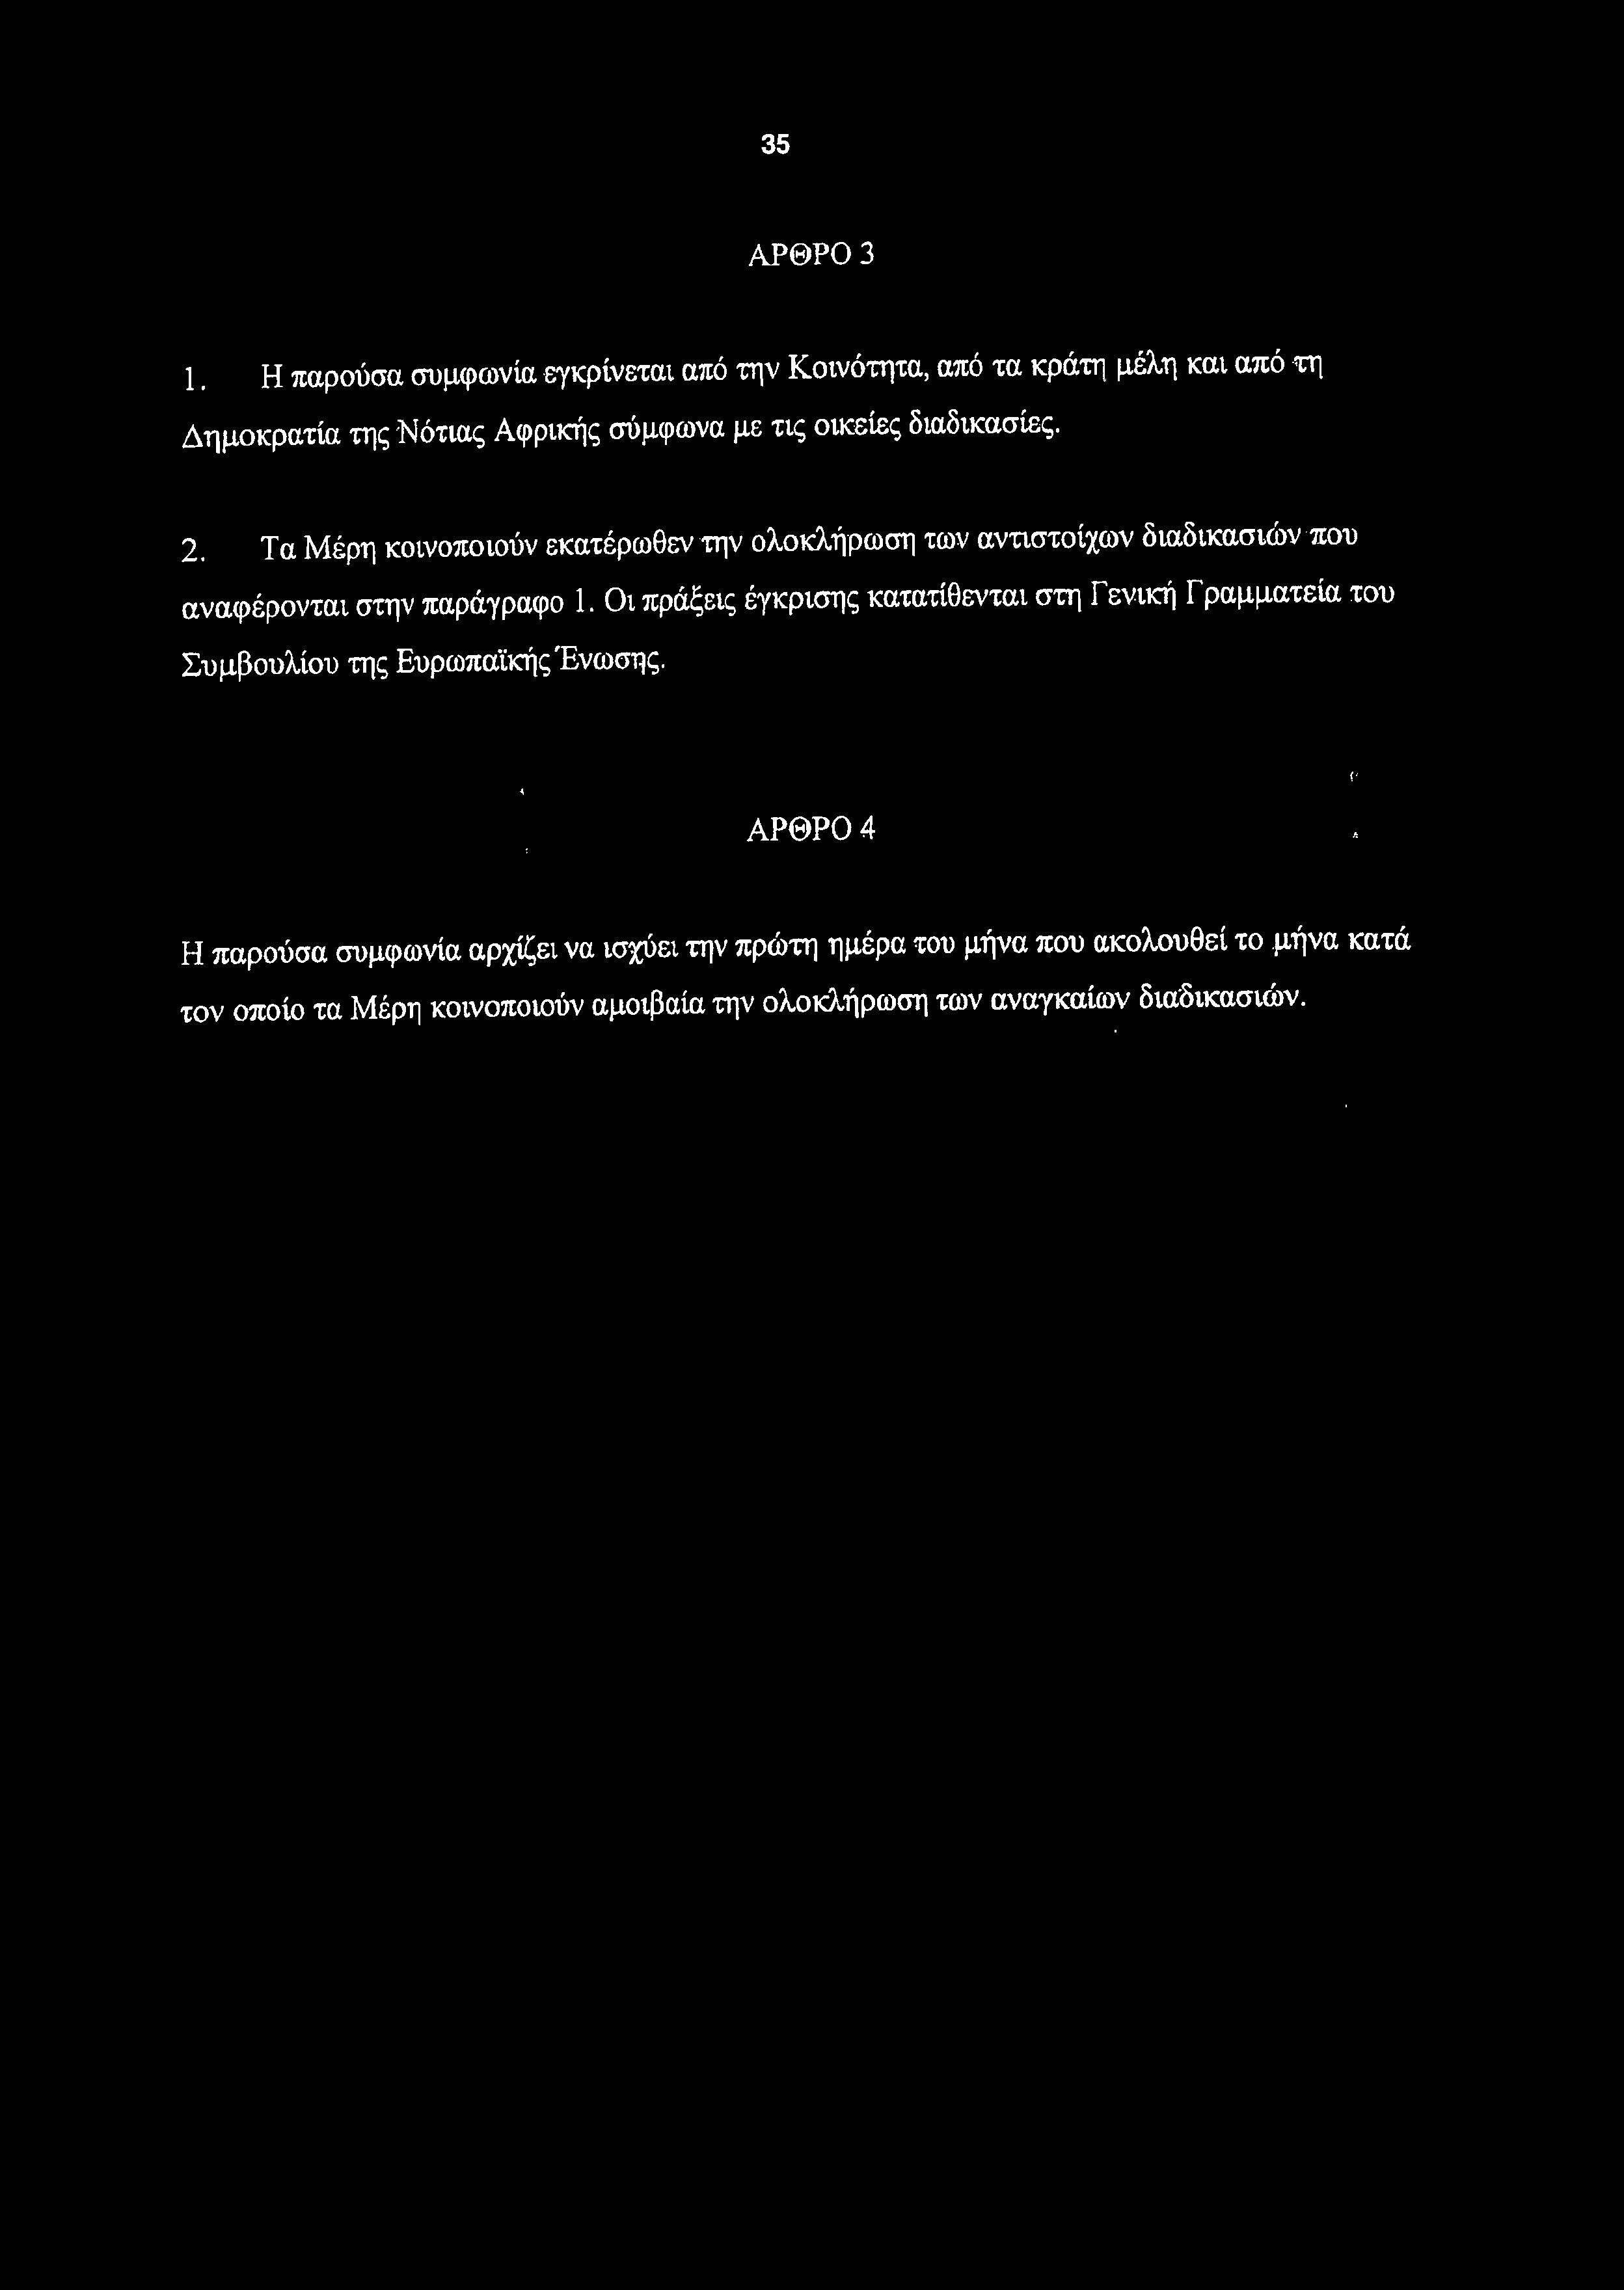 35
ΑΡΘΡΟ 3
1. Η παρούσα συμφωνία εγκρίνεται από την Κοινότητα, από τα κράτη μέλη και από τη
Δημοκρατία της Νότιας Αφρικής σύμφωνα με τις οικείες διαδικασίες.
2. Τα Μέρη κοινοποιούν εκατέρωθεν την ολοκλήρωση των αντιστοίχων διαδικασιών που
αναφέρονται στην παράγραφο 1. Οι πράξεις έγκρισης κατατίθενται στη Γενική Γραμματεία του
Συμβουλίου της Ευρωπαϊκής Ένωσης.
ΑΡΘΡΟ 4
Η παρούσα συμφωνία αρχίζει να ισχύει την πρώτη ημέρα του μήνα που ακολουθεί το μήνα κατά
τον οποίο τα Μέρη κοινοποιούν αμοιβαία την ολοκλήρωση των αναγκαίων διαδικασιών.